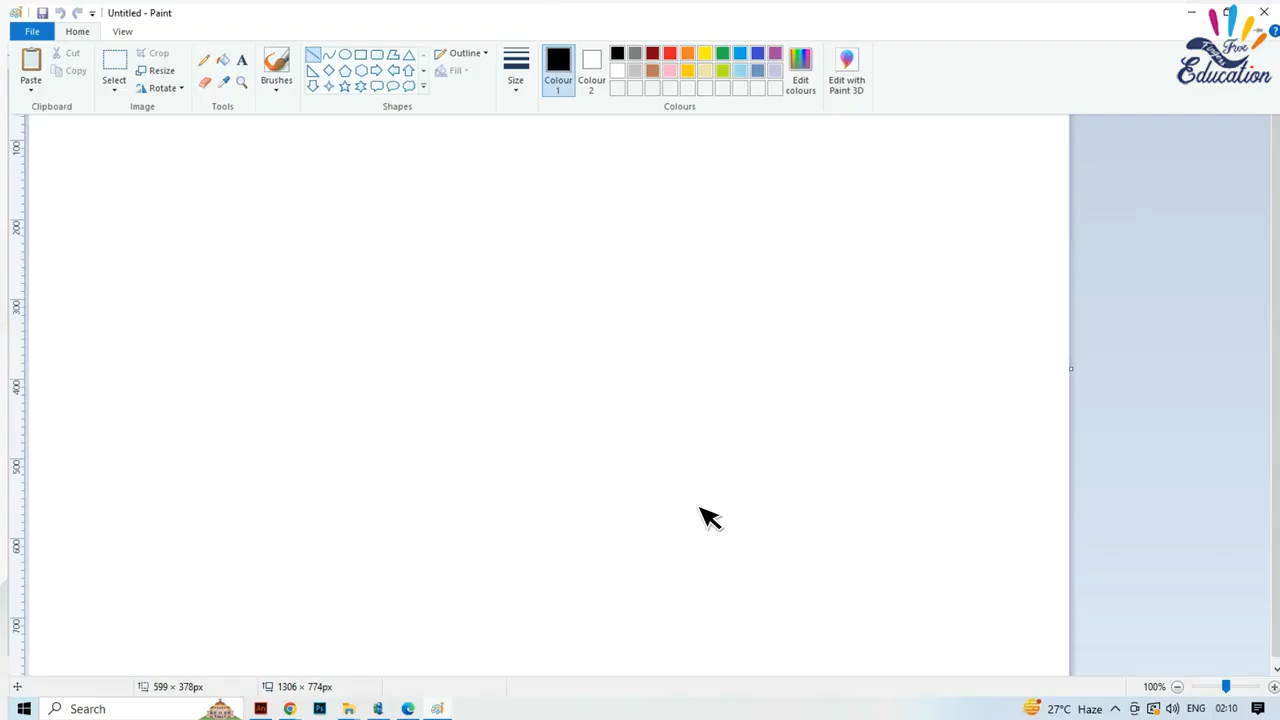 Untitled - Paint
File
Home
View
Paste
Cut
Copy
Clipboard
Select
Crop
Resize
Rotate
Image
A
Tools
Brushes
Outline
Fill
Shapes
Size
Colour
1
Colour
2
Edit
colours
Colours
Edit with
Paint 3D
Education
100
200
300
400
500
600
700
599 × 378px
1306 × 774px
100%
Search
An
Ps
27°C Haze
ENG
02:10